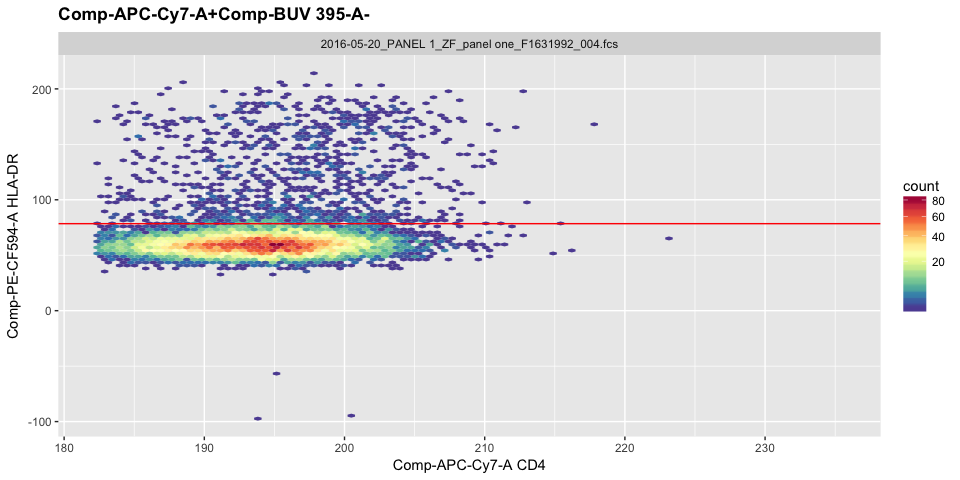 Comp-APC-Cy7-A+Comp-BUV 395-A-
2016-05-20_PANEL 1_ZF_panel one_F1631992_004.fcs
Comp-PE-CF594-A HLA-DR
200
100
0
-100
180
190
200
210
220
230
Comp-APC-Cy7-A CD4
count
80
60
40
20